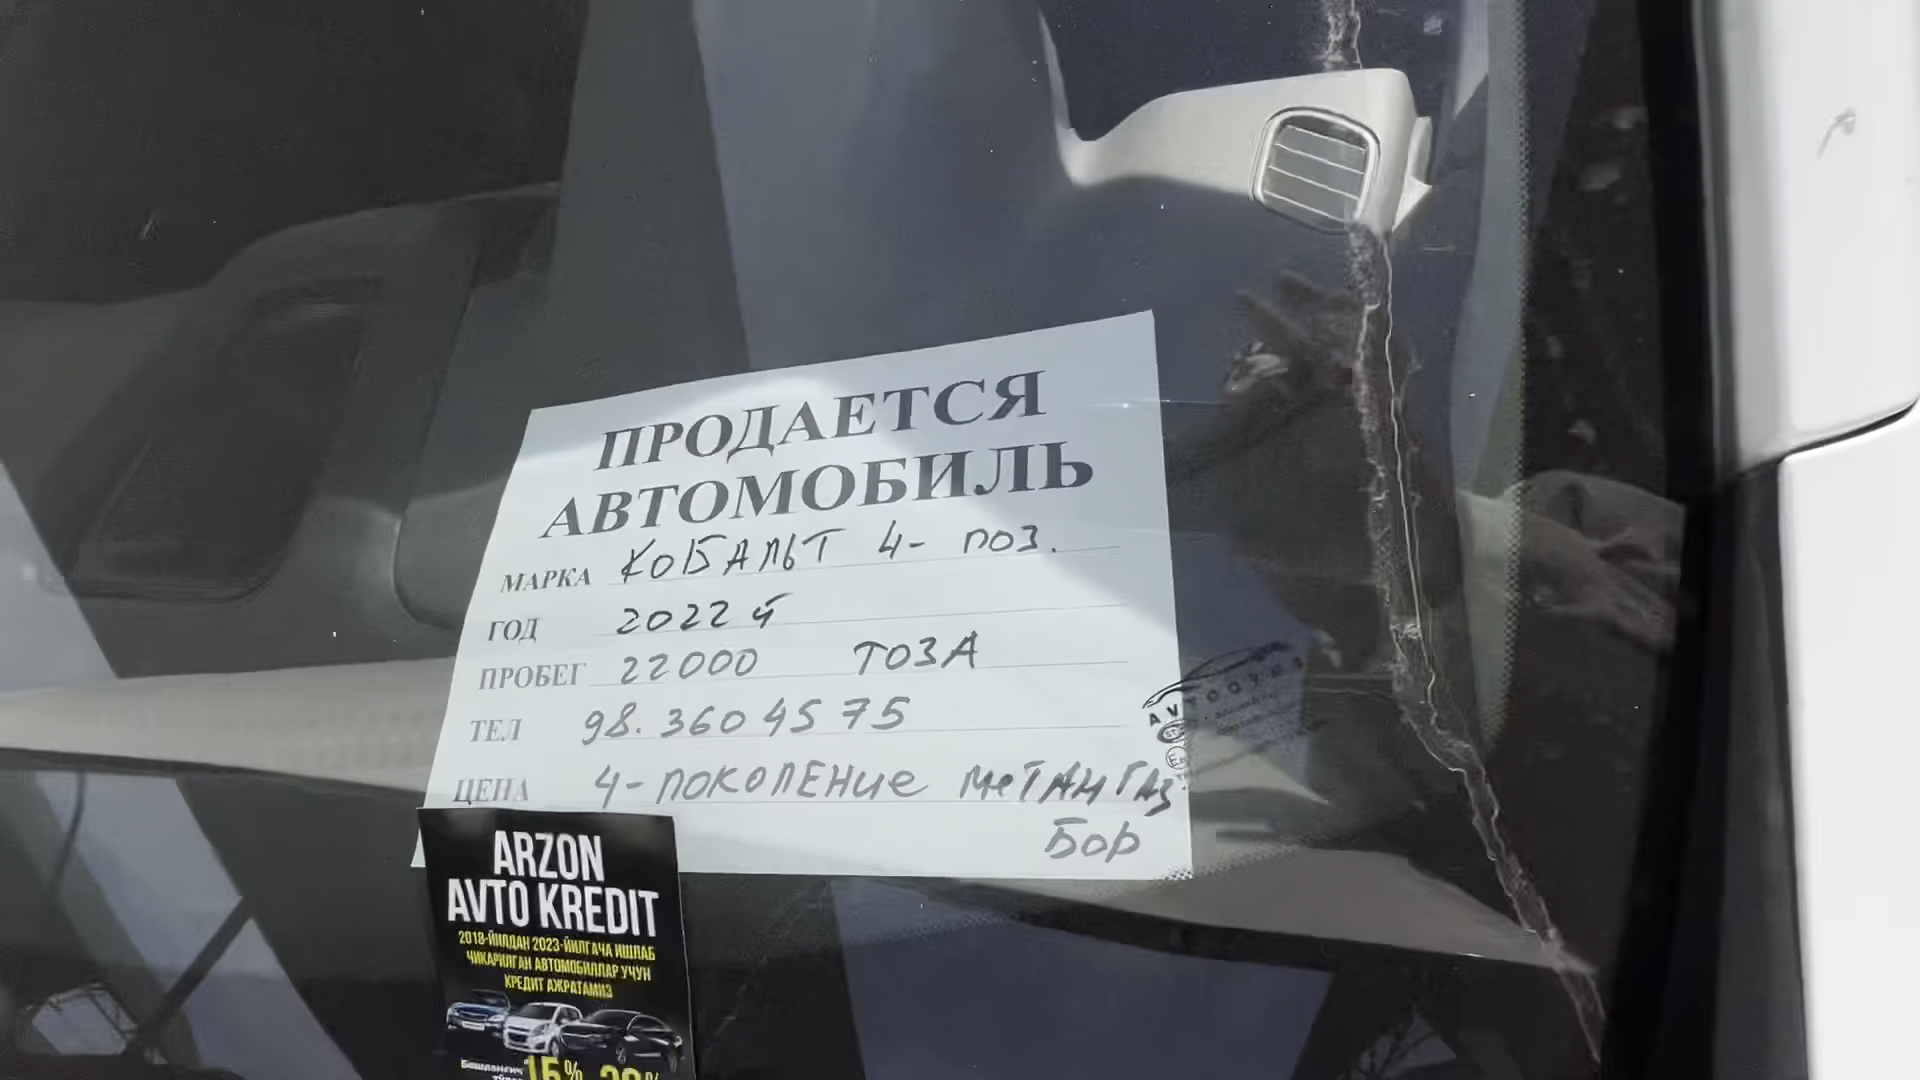 ПРОДАЕТСЯ
АВТОМОБИЛЬ
МАРКА КОБАЛЬТ 4- ПОЗ.
ГОД 2022 й
ПРОБЕГ 22000 ТОЗА
ТЕЛ 98. 360 45 75
ЦЕНА 4-ПОКОЛЕНИЕ МЕТАН ГАЗ
БОР
ARZON
AVTO KREDIT
2018-ЙИЛДАН 2023-ЙИЛГАЧА ИШЛАБ
ЧИКАРИЛГАН АВТОМОБИЛЛАР УЧУН
КРЕДИТ АЖРАТАМИЗ
15%